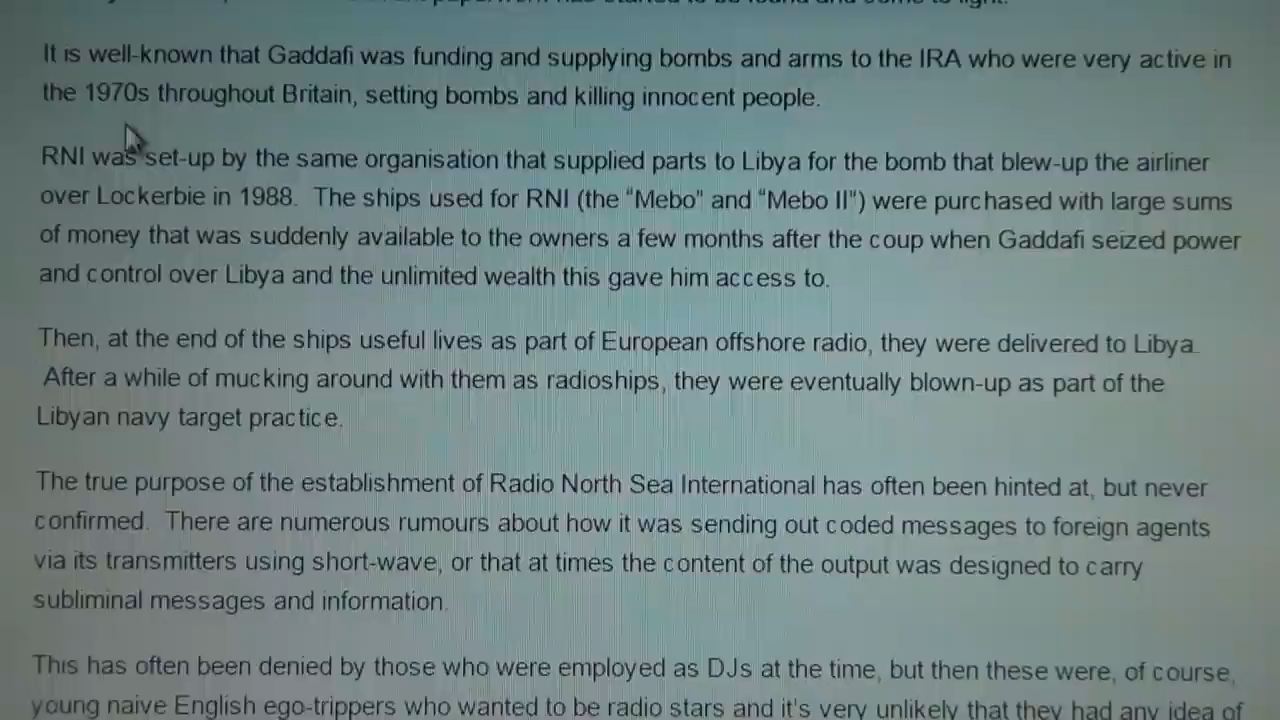 It is well-known that Gaddafi was funding and supplying bombs and arms to the IRA who were very active in
the 1970s throughout Britain, setting bombs and killing innocent people.
RNI was set-up by the same organisation that supplied parts to Libya for the bomb that blew-up the airliner
over Lockerbie in 1988.  The ships used for RNI (the "Mebo" and "Mebo II") were purchased with large sums
of money that was suddenly available to the owners a few months after the coup when Gaddafi seized power
and control over Libya and the unlimited wealth this gave him access to.
Then, at the end of the ships useful lives as part of European offshore radio, they were delivered to Libya.
After a while of mucking around with them as radioships, they were eventually blown-up as part of the
Libyan navy target practice.
The true purpose of the establishment of Radio North Sea International has often been hinted at, but never
confirmed.  There are numerous rumours about how it was sending out coded messages to foreign agents
via its transmitters using short-wave, or that at times the content of the output was designed to carry
subliminal messages and information.
This has often been denied by those who were employed as DJs at the time, but then these were, of course,
young naive English ego-trippers who wanted to be radio stars and it's very unlikely that they had any idea of